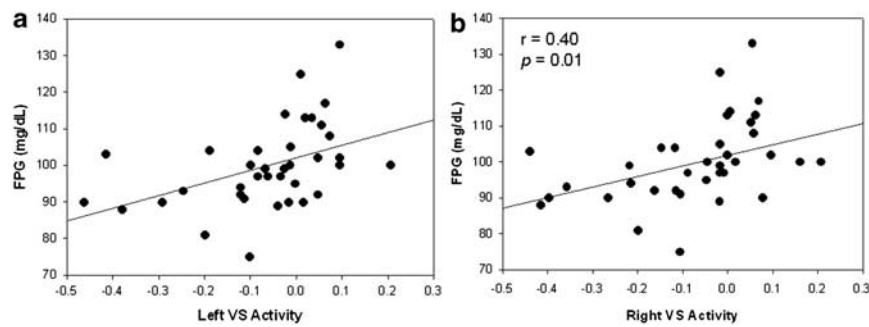 a
140
130
120
110
100
90
80
70
FPG (mg/dL)
-0.5 -0.4 -0.3 -0.2 -0.1 0.0 0.1 0.2 0.3
Left VS Activity
b
r = 0.40
p = 0.01
140
130
120
110
100
90
80
70
FPG (mg/dL)
-0.5 -0.4 -0.3 -0.2 -0.1 0.0 0.1 0.2 0.3
Right VS Activity